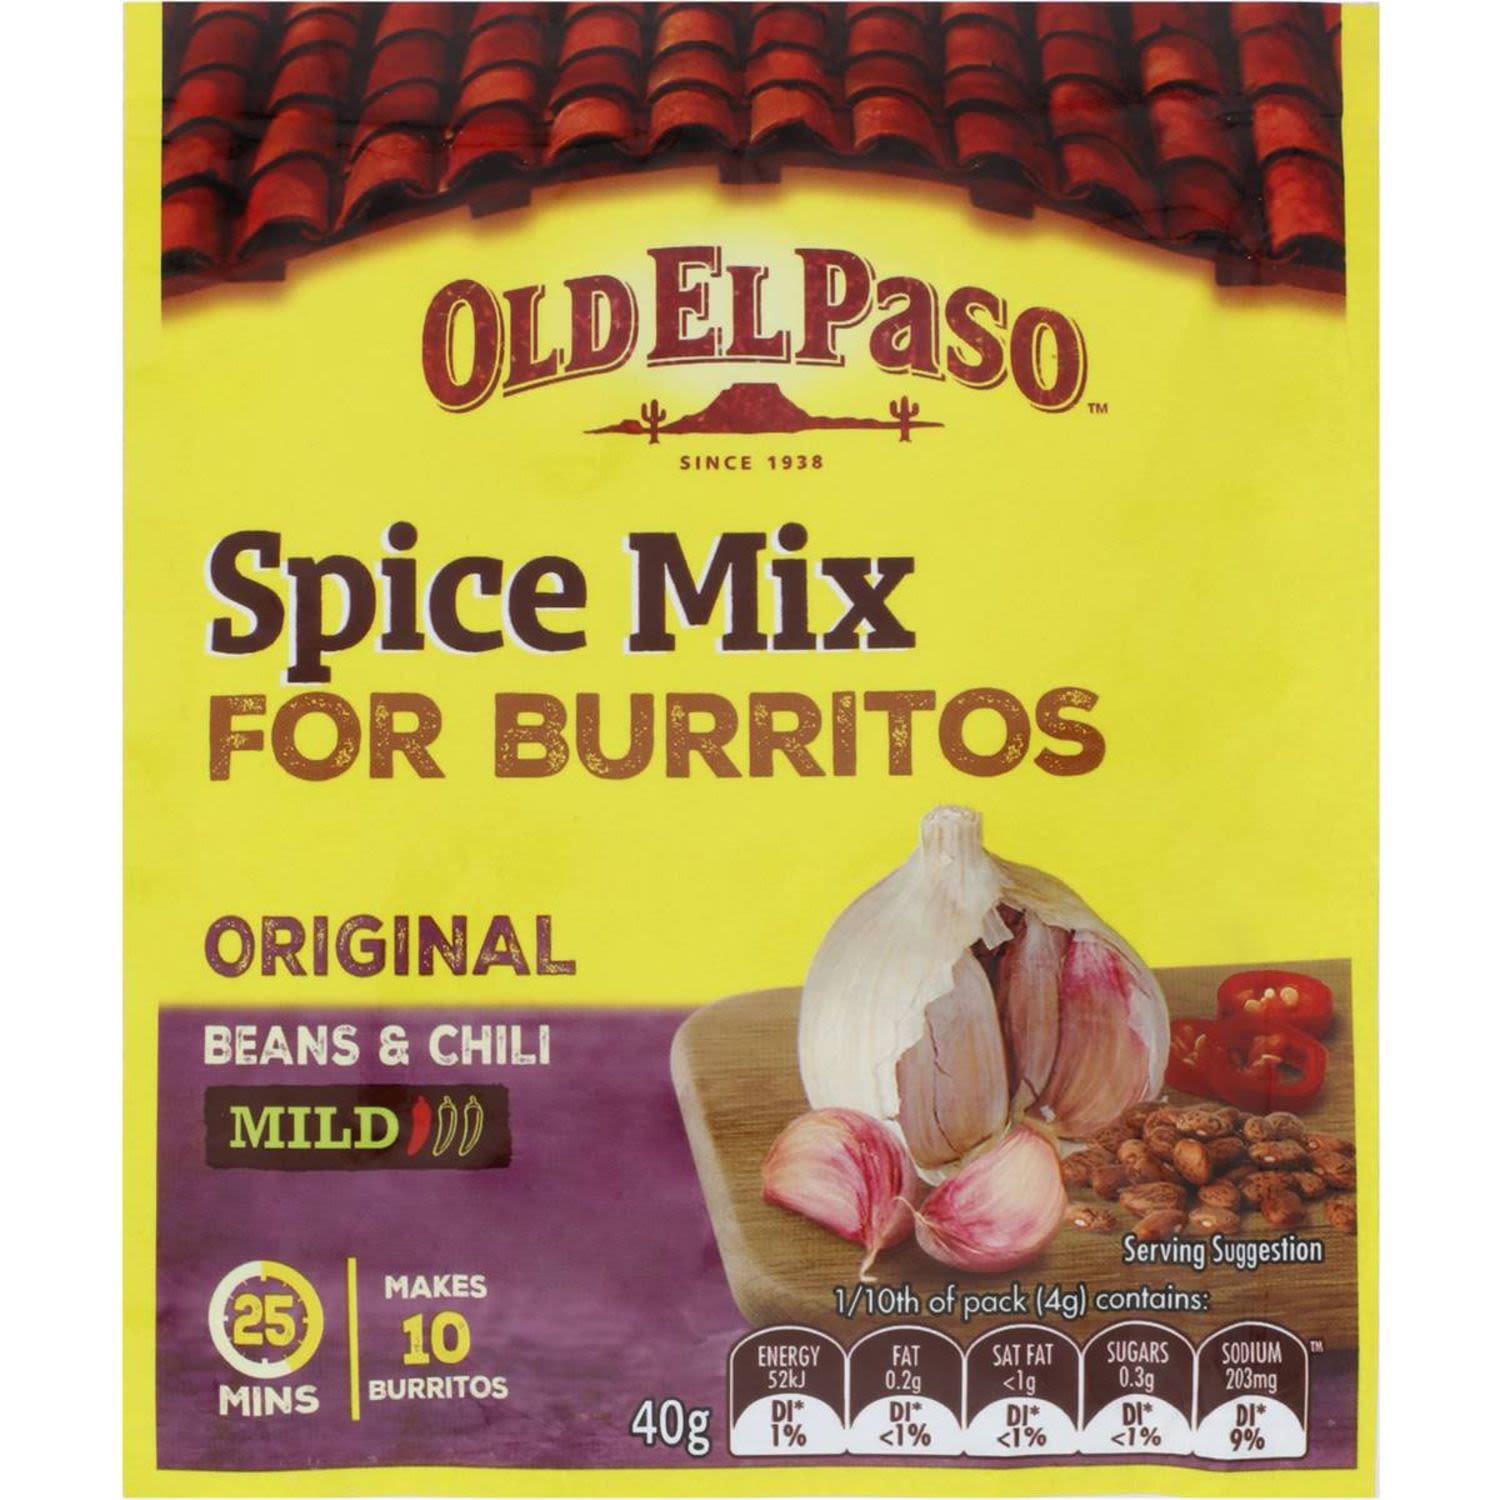 OLD EL PASO™
SINCE 1938
Spice Mix
FOR BURRITOS
ORIGINAL
BEANS & CHILI
MILD
25
MINS
MAKES
10
BURRITOS
40g
Serving Suggestion
1/10th of pack (4g) contains:
ENERGY
52kJ
DI*
1%
FAT
0.2g
DI*
<1%
SAT FAT
<1g
DI*
<1%
SUGARS
0.3g
DI*
<1%
SODIUM
203mg
DI*
9%
™